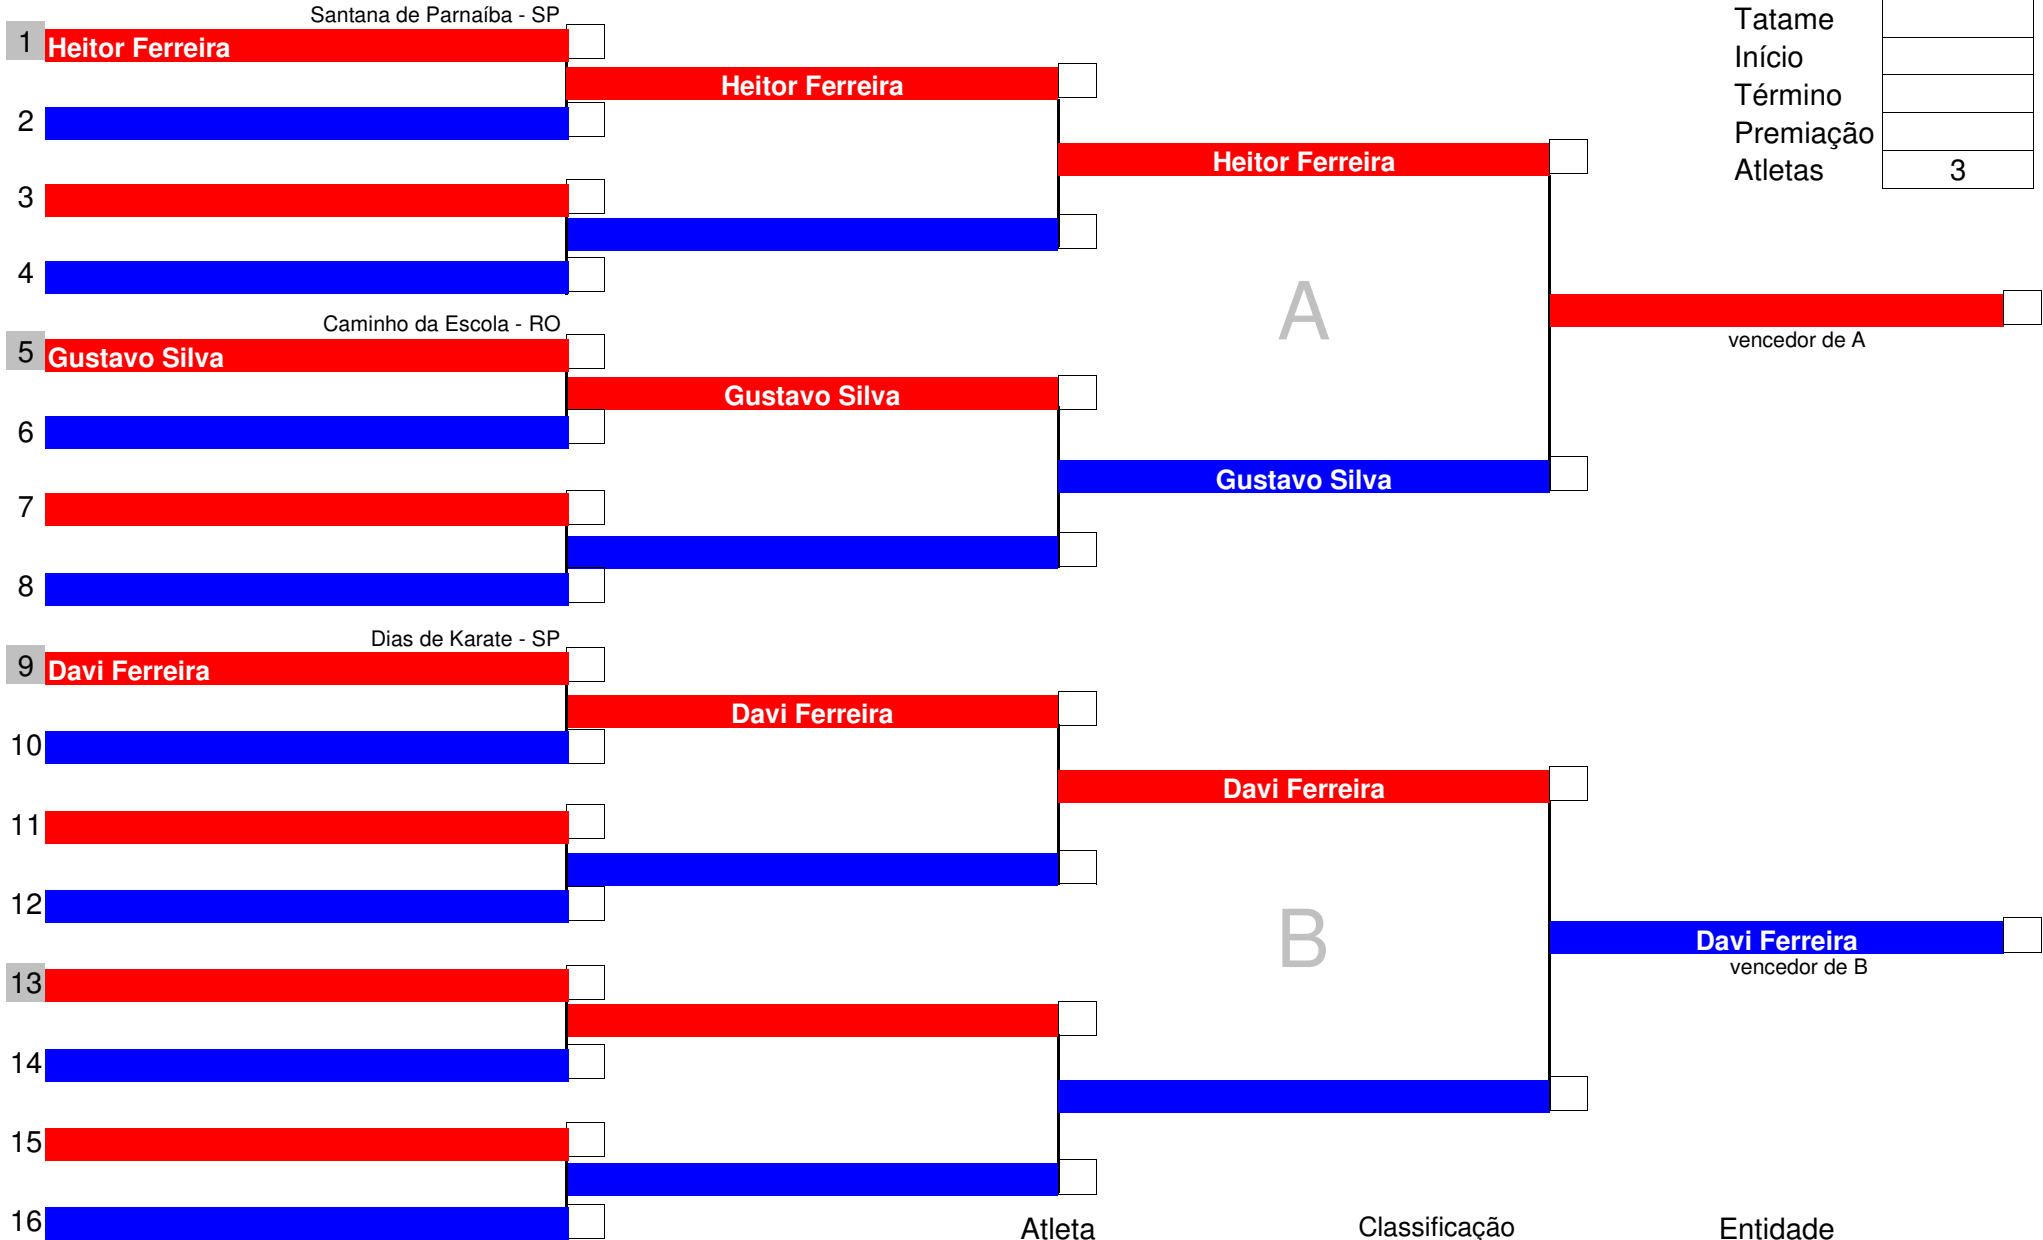 Santana de Parnaíba - SP
1 Heitor Ferreira
Heitor Ferreira
2
Heitor Ferreira
3
4
Tatame
Início
Término
Premiação
Atletas 3
A
vencedor de A
Caminho da Escola - RO
5 Gustavo Silva
Gustavo Silva
6
Gustavo Silva
7
8
Dias de Karate - SP
9 Davi Ferreira
Davi Ferreira
10
Davi Ferreira
11
12
B
Davi Ferreira
vencedor de B
13
14
15
16
Atleta Classificação Entidade